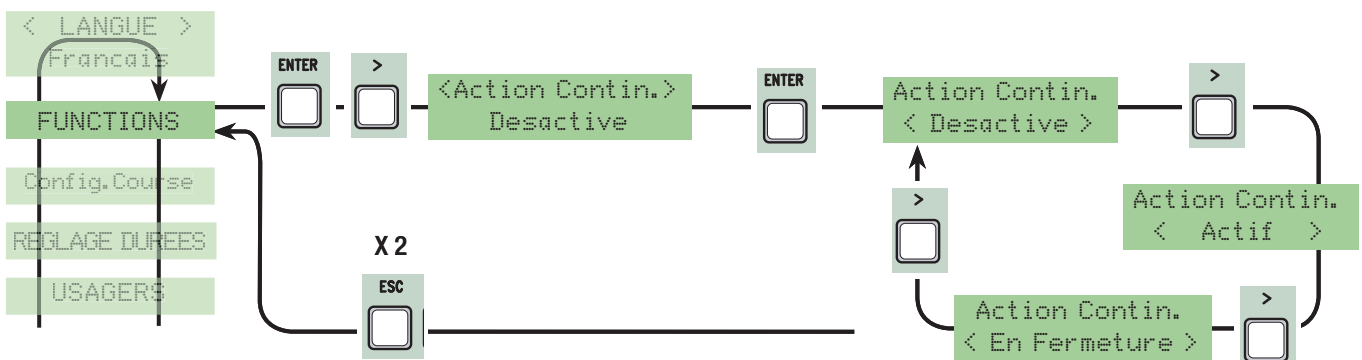 < LANGUE >
Francais
FUNCTIONS
Config.Course
REGLAGE DUREES
USAGERS
ENTER
>
<Action Contin.>
Desactive
ENTER
Action Contin.
< Desactive >
>
Action Contin.
< Actif >
>
Action Contin.
< En Fermeture >
>
X 2
ESC